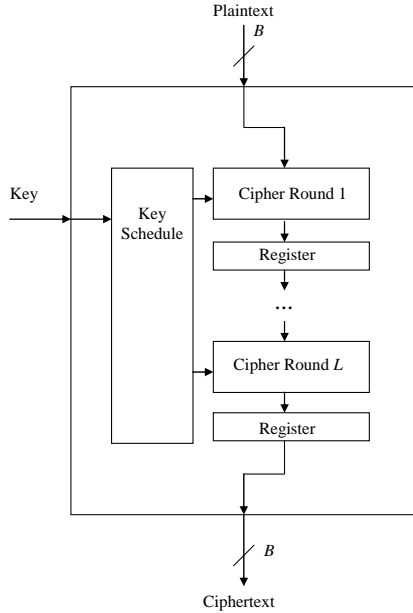 Plaintext
B
Key
Key
Schedule
Cipher Round 1
Register
...
Cipher Round L
Register
B
Ciphertext